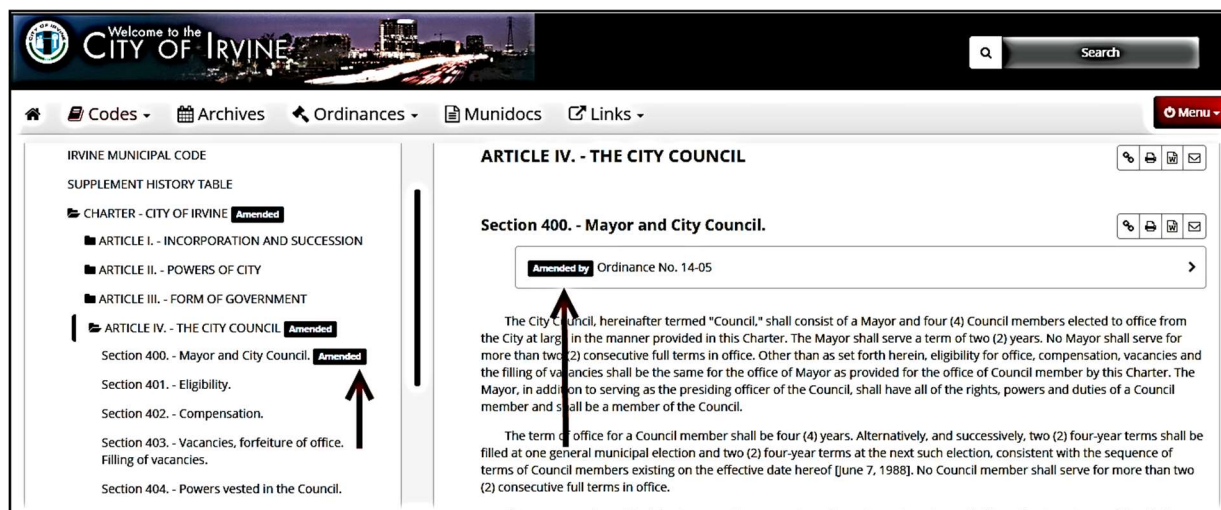 Welcome to the
CITY OF IRVINE
Search
Codes Archives Ordinances Munidocs Links
Menu
IRVINE MUNICIPAL CODE
SUPPLEMENT HISTORY TABLE
CHARTER - CITY OF IRVINE Amended
ARTICLE I. - INCORPORATION AND SUCCESSION
ARTICLE II. - POWERS OF CITY
ARTICLE III. - FORM OF GOVERNMENT
ARTICLE IV. - THE CITY COUNCIL Amended
Section 400. - Mayor and City Council. Amended
Section 401. - Eligibility.
Section 402. - Compensation.
Section 403. - Vacancies, forfeiture of office.
Filling of vacancies.
Section 404. - Powers vested in the Council.
ARTICLE IV. - THE CITY COUNCIL
Section 400. - Mayor and City Council.
Amended by Ordinance No. 14-05
The City Council, hereinafter termed "Council," shall consist of a Mayor and four (4) Council members elected to office from
the City at large in the manner provided in this Charter. The Mayor shall serve a term of two (2) years. No Mayor shall serve for
more than two (2) consecutive full terms in office. Other than as set forth herein, eligibility for office, compensation, vacancies and
the filling of vacancies shall be the same for the office of Mayor as provided for the office of Council member by this Charter. The
Mayor, in addition to serving as the presiding officer of the Council, shall have all of the rights, powers and duties of a Council
member and shall be a member of the Council.
The term of office for a Council member shall be four (4) years. Alternatively, and successively, two (2) four-year terms shall be
filled at one general municipal election and two (2) four-year terms at the next such election, consistent with the sequence of
terms of Council members existing on the effective date hereof [June 7, 1988]. No Council member shall serve for more than two
(2) consecutive full terms in office.